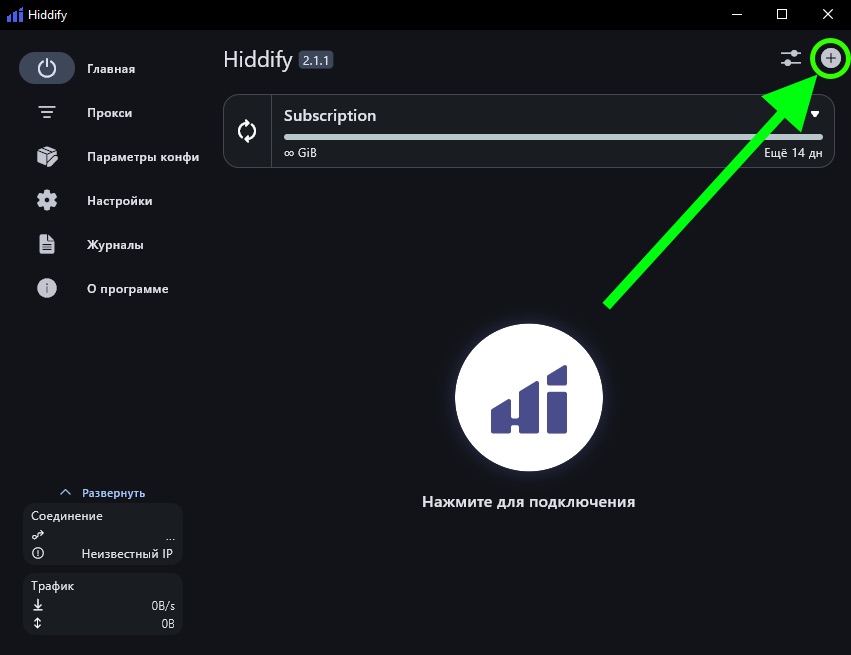 Hiddify
Hiddify 2.1.1
Главная
Прокси
Параметры конфи
Настройки
Журналы
О программе
Subscription
∞ GiB
Ещё 14 дн
Нажмите для подключения
Развернуть
Соединение
...
Неизвестный IP
Трафик
0B/s
0B